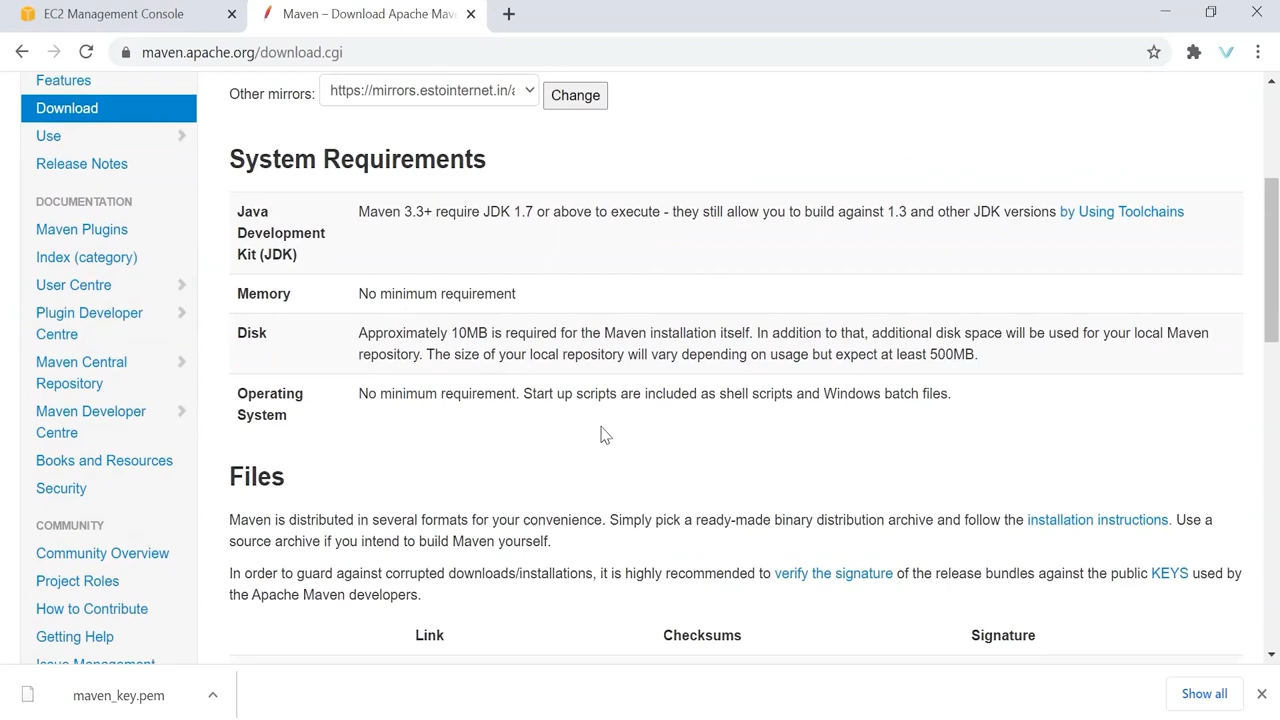 EC2 Management Console
Maven – Download Apache Mav
maven.apache.org/download.cgi
Features
Download
Use
Release Notes
DOCUMENTATION
Maven Plugins
Index (category)
User Centre
Plugin Developer
Centre
Maven Central
Repository
Maven Developer
Centre
Books and Resources
Security
COMMUNITY
Community Overview
Project Roles
How to Contribute
Getting Help
Issue Management
Other mirrors: https://mirrors.estointernet.in/a Change
System Requirements
Java
Development
Kit (JDK)
Maven 3.3+ require JDK 1.7 or above to execute - they still allow you to build against 1.3 and other JDK versions by Using Toolchains
Memory
No minimum requirement
Disk
Approximately 10MB is required for the Maven installation itself. In addition to that, additional disk space will be used for your local Maven
repository. The size of your local repository will vary depending on usage but expect at least 500MB.
Operating
System
No minimum requirement. Start up scripts are included as shell scripts and Windows batch files.
Files
Maven is distributed in several formats for your convenience. Simply pick a ready-made binary distribution archive and follow the installation instructions. Use a
source archive if you intend to build Maven yourself.
In order to guard against corrupted downloads/installations, it is highly recommended to verify the signature of the release bundles against the public KEYS used by
the Apache Maven developers.
Link Checksums Signature
maven_key.pem
Show all